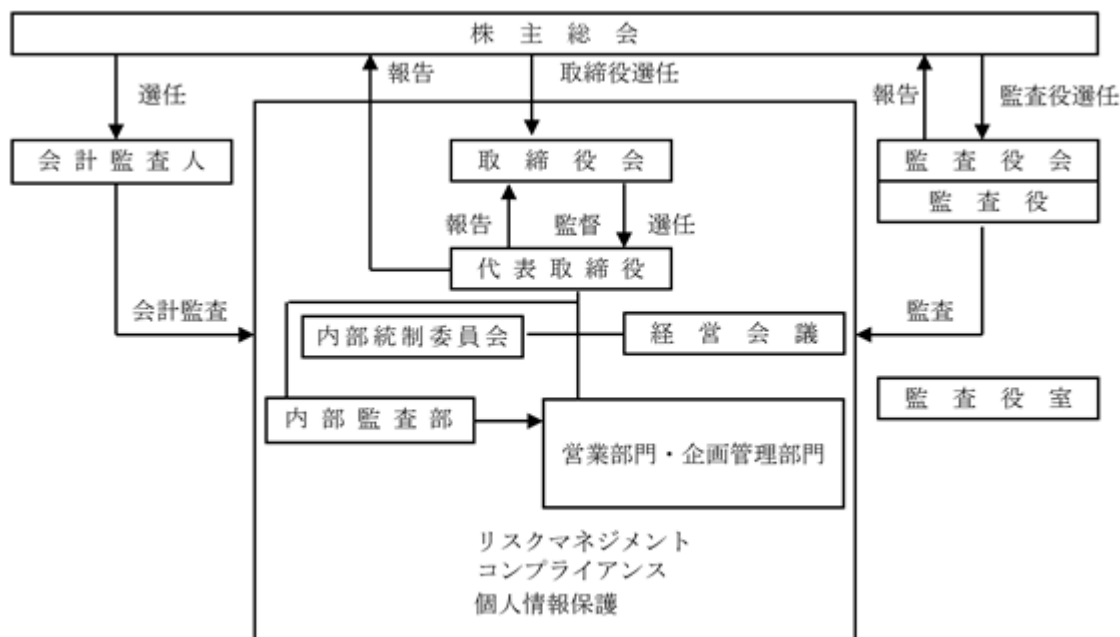 株主総会
報告
取締役選任
選任
報告
監査役選任
会計監査人
取締役会
監査役会
監査役
報告
監督
選任
代表取締役
会計監査
監査
内部統制委員会
経営会議
監査役室
内部監査部
営業部門・企画管理部門
リスクマネジメント
コンプライアンス
個人情報保護